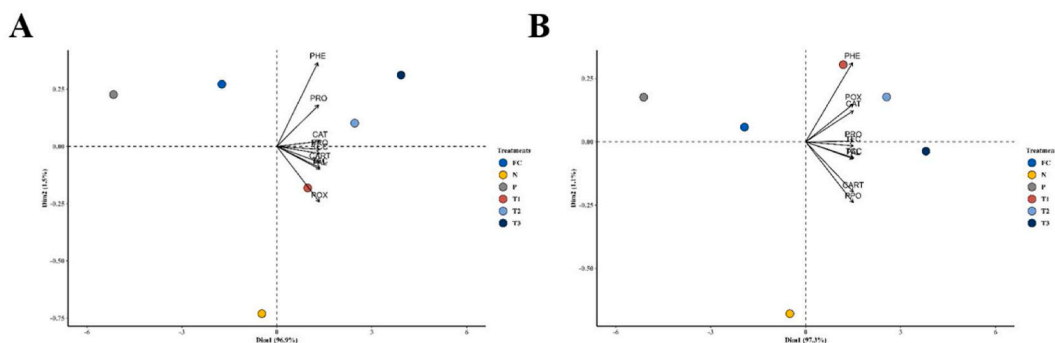 A
PHE
PRO
CAT
CART
POX
0.25
0.00
-0.25
-0.50
-0.75
Dim2 (1.5%)
-6
-3
0
3
6
Dim1 (96.9%)
Treatments
FC
N
P
T1
T2
T3
B
PHE
POX
CAT
PRO
CART
PPO
0.25
0.00
-0.25
-0.50
Dim2 (1.1%)
-6
-3
0
3
6
Dim1 (97.3%)
Treatmen
FC
N
P
T1
T2
T3